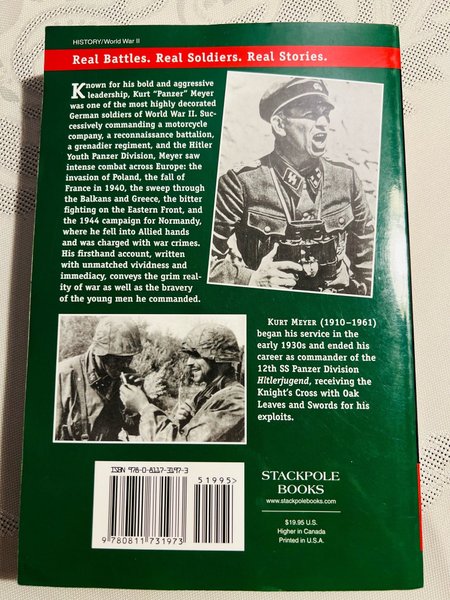 HISTORY/World War II
Real Battles. Real Soldiers. Real Stories.
Known for his bold and aggressive
leadership, Kurt "Panzer" Meyer
was one of the most highly decorated
German soldiers of World War II. Suc-
cessively commanding a motorcycle
company, a reconnaissance battalion,
a grenadier regiment, and the Hitler
Youth Panzer Division, Meyer saw
intense combat across Europe: the
invasion of Poland, the fall of
France in 1940, the sweep through
the Balkans and Greece, the bitter
fighting on the Eastern Front, and
the 1944 campaign for Normandy,
where he fell into Allied hands
and was charged with war crimes.
His firsthand account, written
with unmatched vividness and
immediacy, conveys the grim real-
ity of war as well as the bravery
of the young men he commanded.
KURT MEYER (1910–1961)
began his service in the
early 1930s and ended his
career as commander of the
12th SS Panzer Division
Hitlerjugend, receiving the
Knight's Cross with Oak
Leaves and Swords for his
exploits.
ISBN 978-0-8117-3197-3
51995>
9 780811 731973
STACKPOLE
BOOKS
www.stackpolebooks.com
$19.95 U.S.
Higher in Canada
Printed in U.S.A.